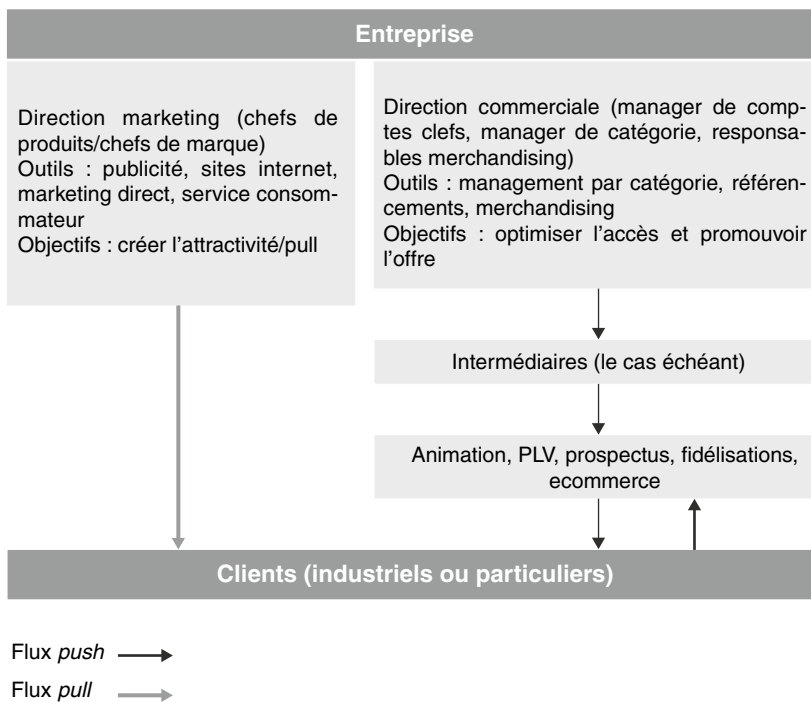 Entreprise
Direction marketing (chefs de
produits/chefs de marque)
Outils : publicité, sites internet,
marketing direct, service consom-
mateur
Objectifs : créer l’attractivité/pull
Direction commerciale (manager de comp-
tes clefs, manager de catégorie, responsa-
bles merchandising)
Outils : management par catégorie, référen-
cements, merchandising
Objectifs : optimiser l’accès et promouvoir
l’offre
Intermédiaires (le cas échéant)
Animation, PLV, prospectus, fidélisations,
ecommerce
Clients (industriels ou particuliers)
Flux push
Flux pull